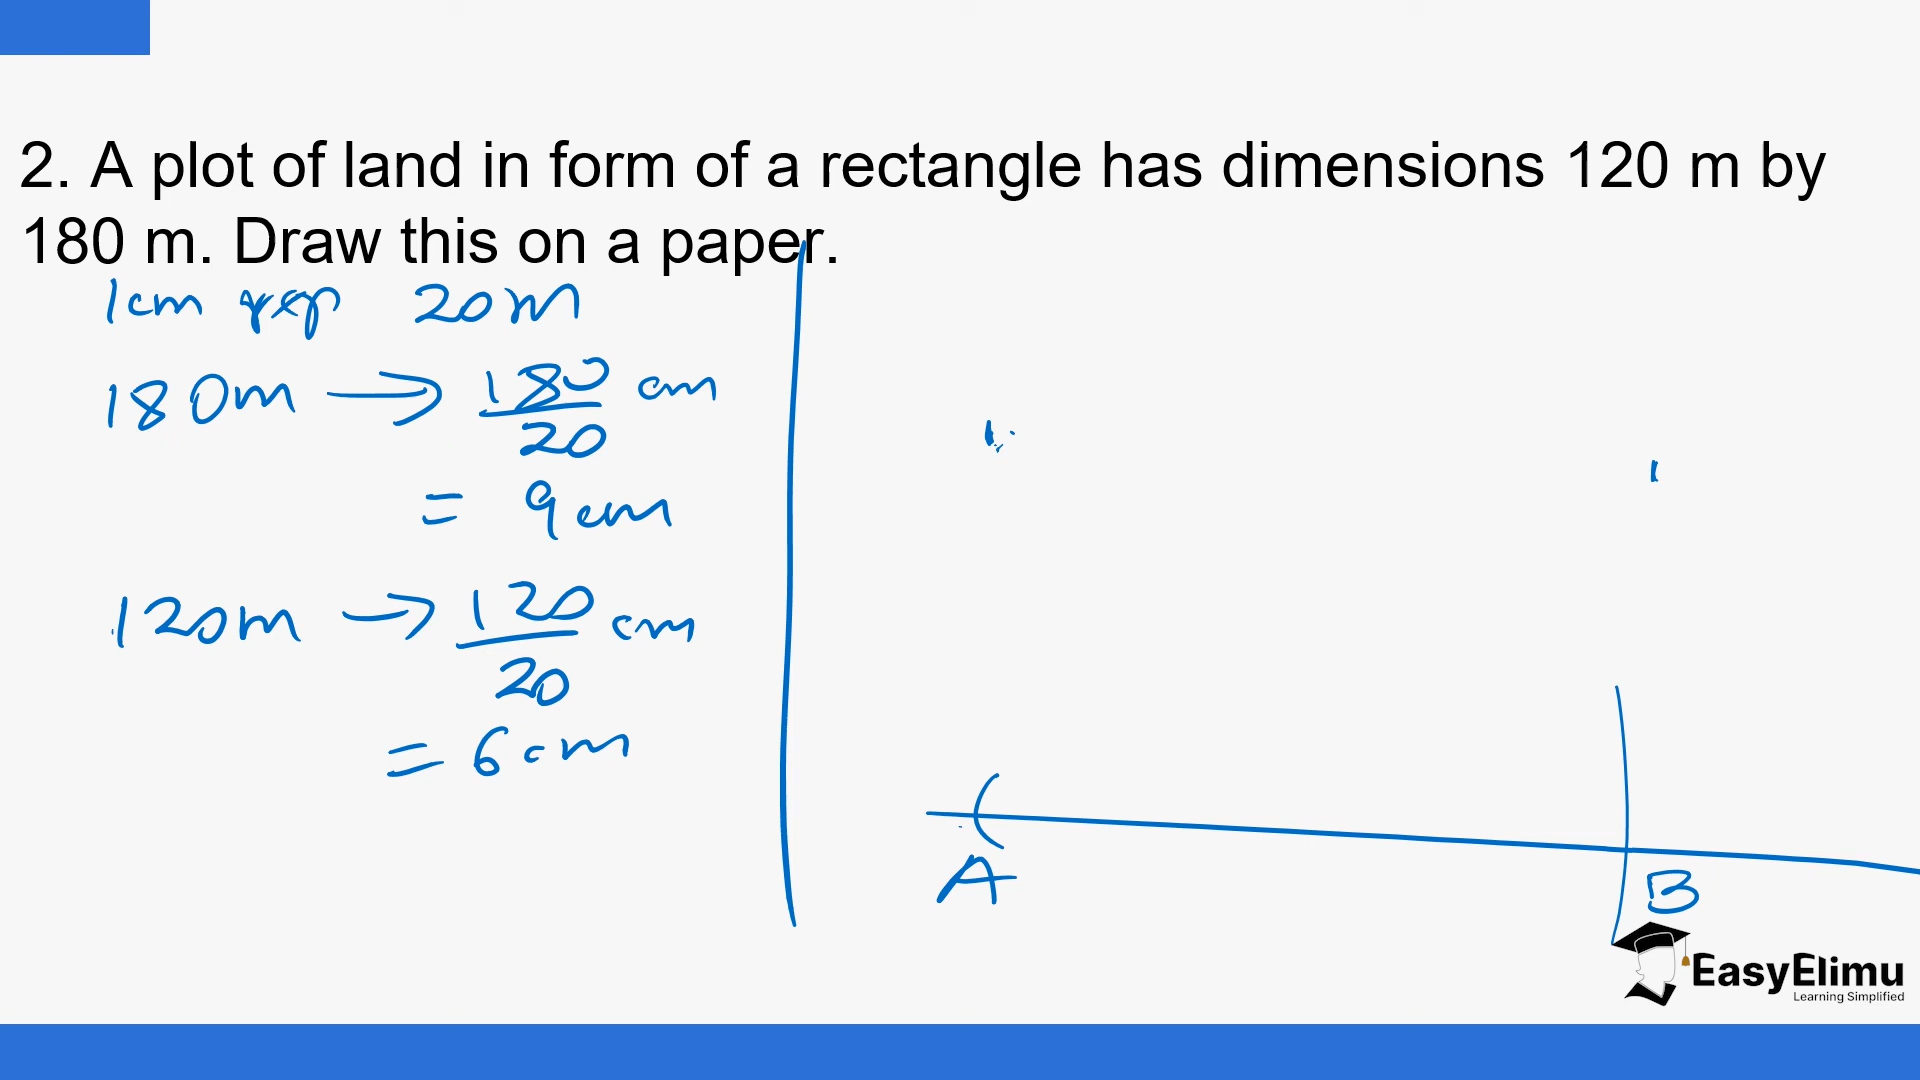 2. A plot of land in form of a rectangle has dimensions 120 m by
180 m. Draw this on a paper.
1cm rep 20m
180m → 180/20 cm
= 9cm
120m → 120/20 cm
= 6cm
A
B
EasyElimu
Learning Simplified